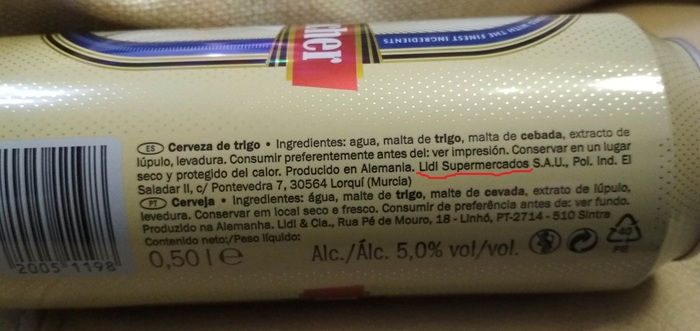 MADE WITH THE FINEST INGREDIENTS
cher
ES Cerveza de trigo • Ingredientes: agua, malta de trigo, malta de cebada, extracto de
lúpulo, levadura. Consumir preferentemente antes del: ver impresión. Conservar en un lugar
seco y protegido del calor. Producido en Alemania. Lidl Supermercados S.A.U., Pol. Ind. El
Saladar II, c/ Pontevedra 7, 30564 Lorquí (Murcia)
PT Cerveja • Ingredientes: água, malte de trigo, malte de cevada, extrato de lúpulo,
levedura. Conservar em local seco e fresco. Consumir de preferência antes de: ver fundo.
Produzido na Alemanha. Lidl & Cia., Rua Pé de Mouro, 18 - Linhó, PT-2714 - 510 Sintra
Contenido neto:/Peso líquido:
0,50 l e
Alc./Álc. 5,0% vol/vol.
40
FE
2005 1198